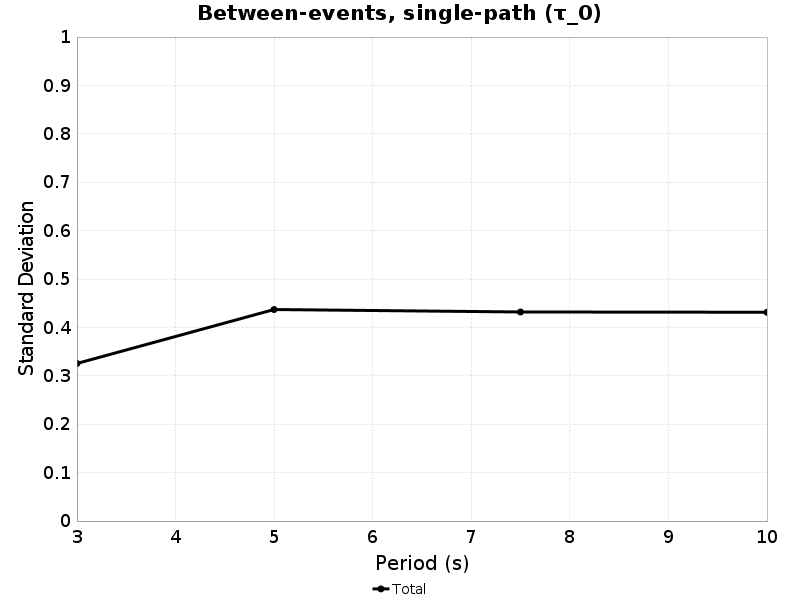 Between-events, single-path (τ_0)
1
0.9
0.8
0.7
0.6
0.5
0.4
0.3
0.2
0.1
0
Standard Deviation
3 4 5 6 7 8 9 10
Period (s)
Total